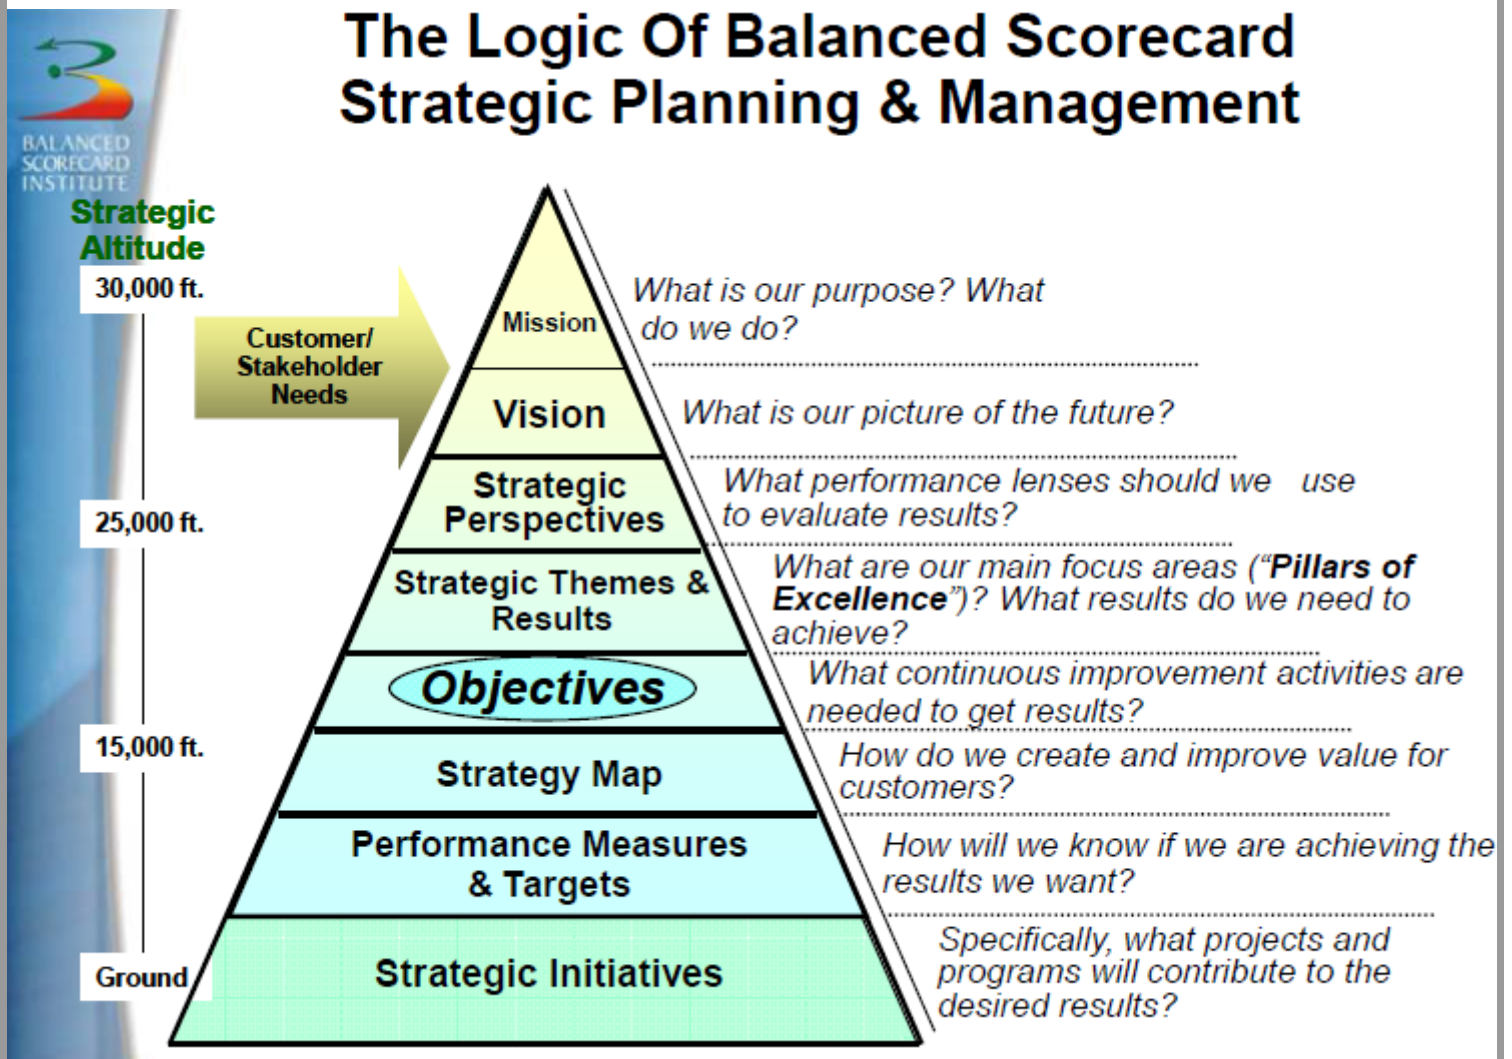 The Logic Of Balanced Scorecard
Strategic Planning & Management
BALANCED
SCORECARD
INSTITUTE
Strategic
Altitude
30,000 ft.
25,000 ft.
15,000 ft.
Ground
Customer/
Stakeholder
Needs
Mission
What is our purpose? What
do we do?
Vision
What is our picture of the future?
Strategic
Perspectives
What performance lenses should we use
to evaluate results?
Strategic Themes &
Results
What are our main focus areas (“Pillars of
Excellence”)? What results do we need to
achieve?
Objectives
What continuous improvement activities are
needed to get results?
Strategy Map
How do we create and improve value for
customers?
Performance Measures
& Targets
How will we know if we are achieving the
results we want?
Strategic Initiatives
Specifically, what projects and
programs will contribute to the
desired results?